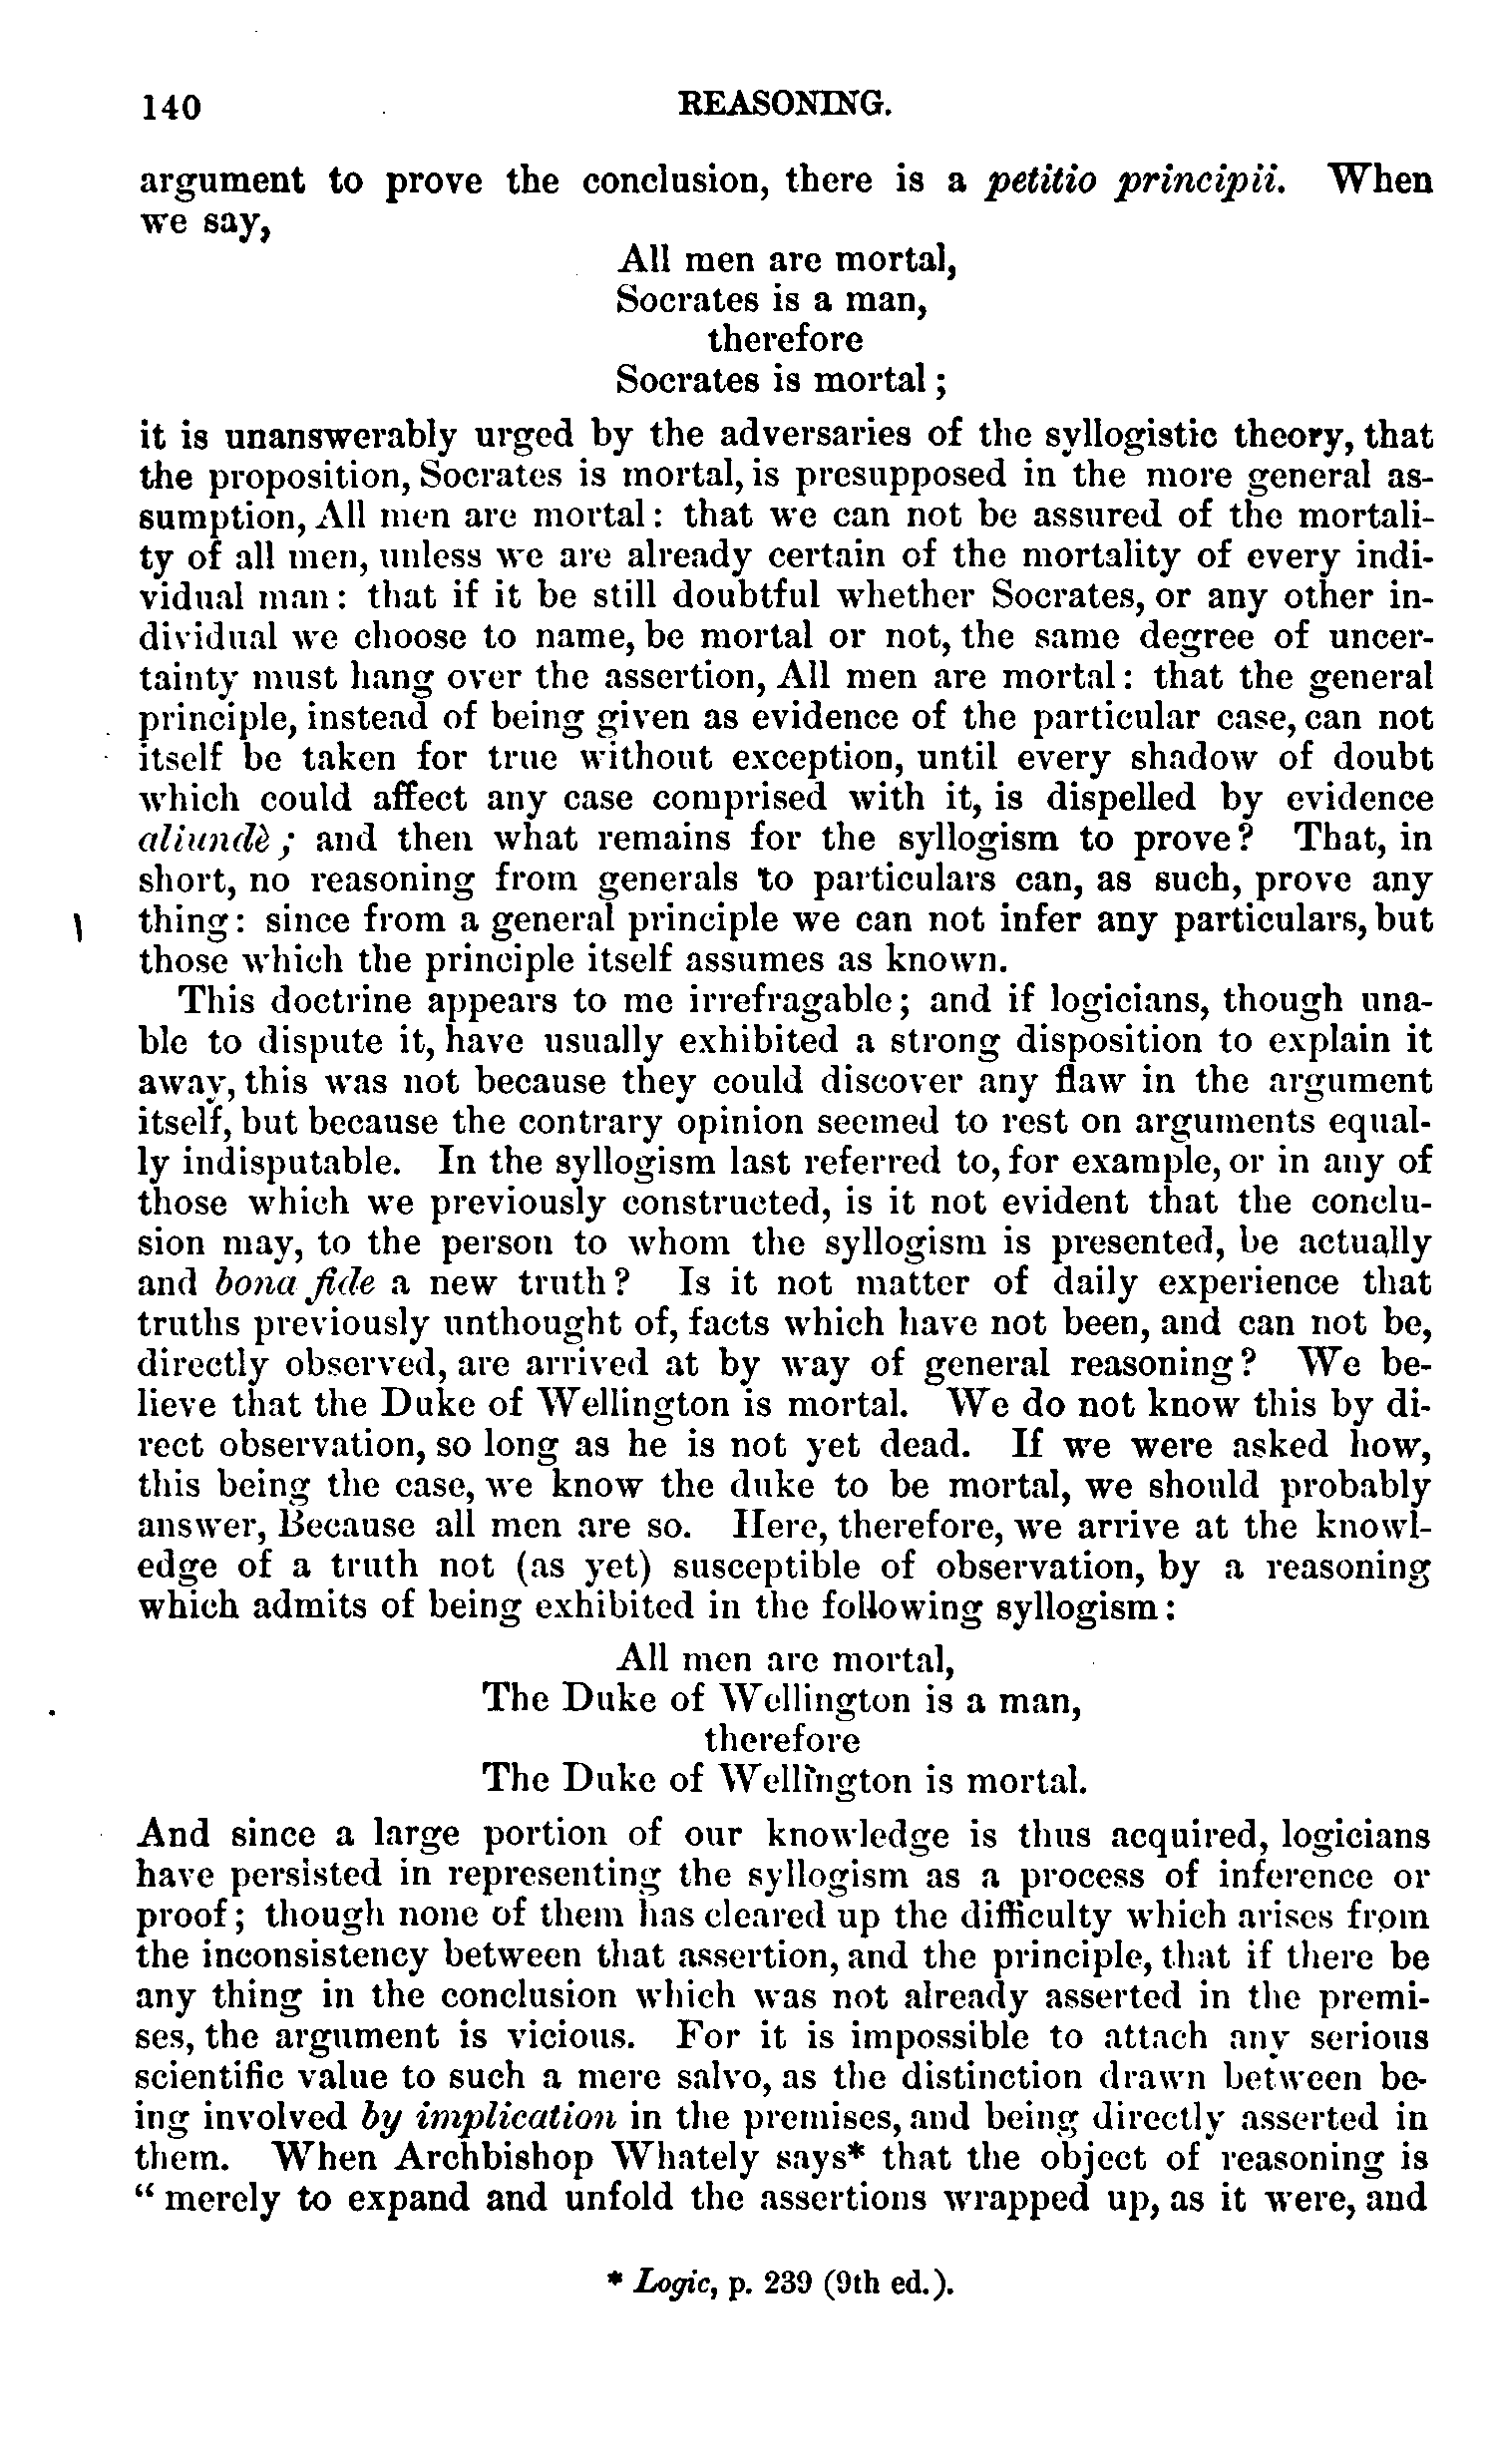 140 REASONING.
argument to prove the conclusion, there is a petitio principii. When
we say,
All men are mortal,
Socrates is a man,
therefore
Socrates is mortal;
it is unanswerably urged by the adversaries of the syllogistic theory, that
the proposition, Socrates is mortal, is presupposed in the more general as-
sumption, All men are mortal: that we can not be assured of the mortali-
ty of all men, unless we are already certain of the mortality of every indi-
vidual man: that if it be still doubtful whether Socrates, or any other in-
dividual we choose to name, be mortal or not, the same degree of uncer-
tainty must hang over the assertion, All men are mortal: that the general
principle, instead of being given as evidence of the particular case, can not
itself be taken for true without exception, until every shadow of doubt
which could affect any case comprised with it, is dispelled by evidence
aliundè; and then what remains for the syllogism to prove? That, in
short, no reasoning from generals to particulars can, as such, prove any
thing: since from a general principle we can not infer any particulars, but
those which the principle itself assumes as known.
This doctrine appears to me irrefragable; and if logicians, though una-
ble to dispute it, have usually exhibited a strong disposition to explain it
away, this was not because they could discover any flaw in the argument
itself, but because the contrary opinion seemed to rest on arguments equal-
ly indisputable. In the syllogism last referred to, for example, or in any of
those which we previously constructed, is it not evident that the conclu-
sion may, to the person to whom the syllogism is presented, be actually
and bona fide a new truth? Is it not matter of daily experience that
truths previously unthought of, facts which have not been, and can not be,
directly observed, are arrived at by way of general reasoning? We be-
lieve that the Duke of Wellington is mortal. We do not know this by di-
rect observation, so long as he is not yet dead. If we were asked how,
this being the case, we know the duke to be mortal, we should probably
answer, Because all men are so. Here, therefore, we arrive at the knowl-
edge of a truth not (as yet) susceptible of observation, by a reasoning
which admits of being exhibited in the following syllogism:
All men are mortal,
The Duke of Wellington is a man,
therefore
The Duke of Wellington is mortal.
And since a large portion of our knowledge is thus acquired, logicians
have persisted in representing the syllogism as a process of inference or
proof; though none of them has cleared up the difficulty which arises from
the inconsistency between that assertion, and the principle, that if there be
any thing in the conclusion which was not already asserted in the premi-
ses, the argument is vicious. For it is impossible to attach any serious
scientific value to such a mere salvo, as the distinction drawn between be-
ing involved by implication in the premises, and being directly asserted in
them. When Archbishop Whately says* that the object of reasoning is
“merely to expand and unfold the assertions wrapped up, as it were, and
* Logic, p. 239 (9th ed.).